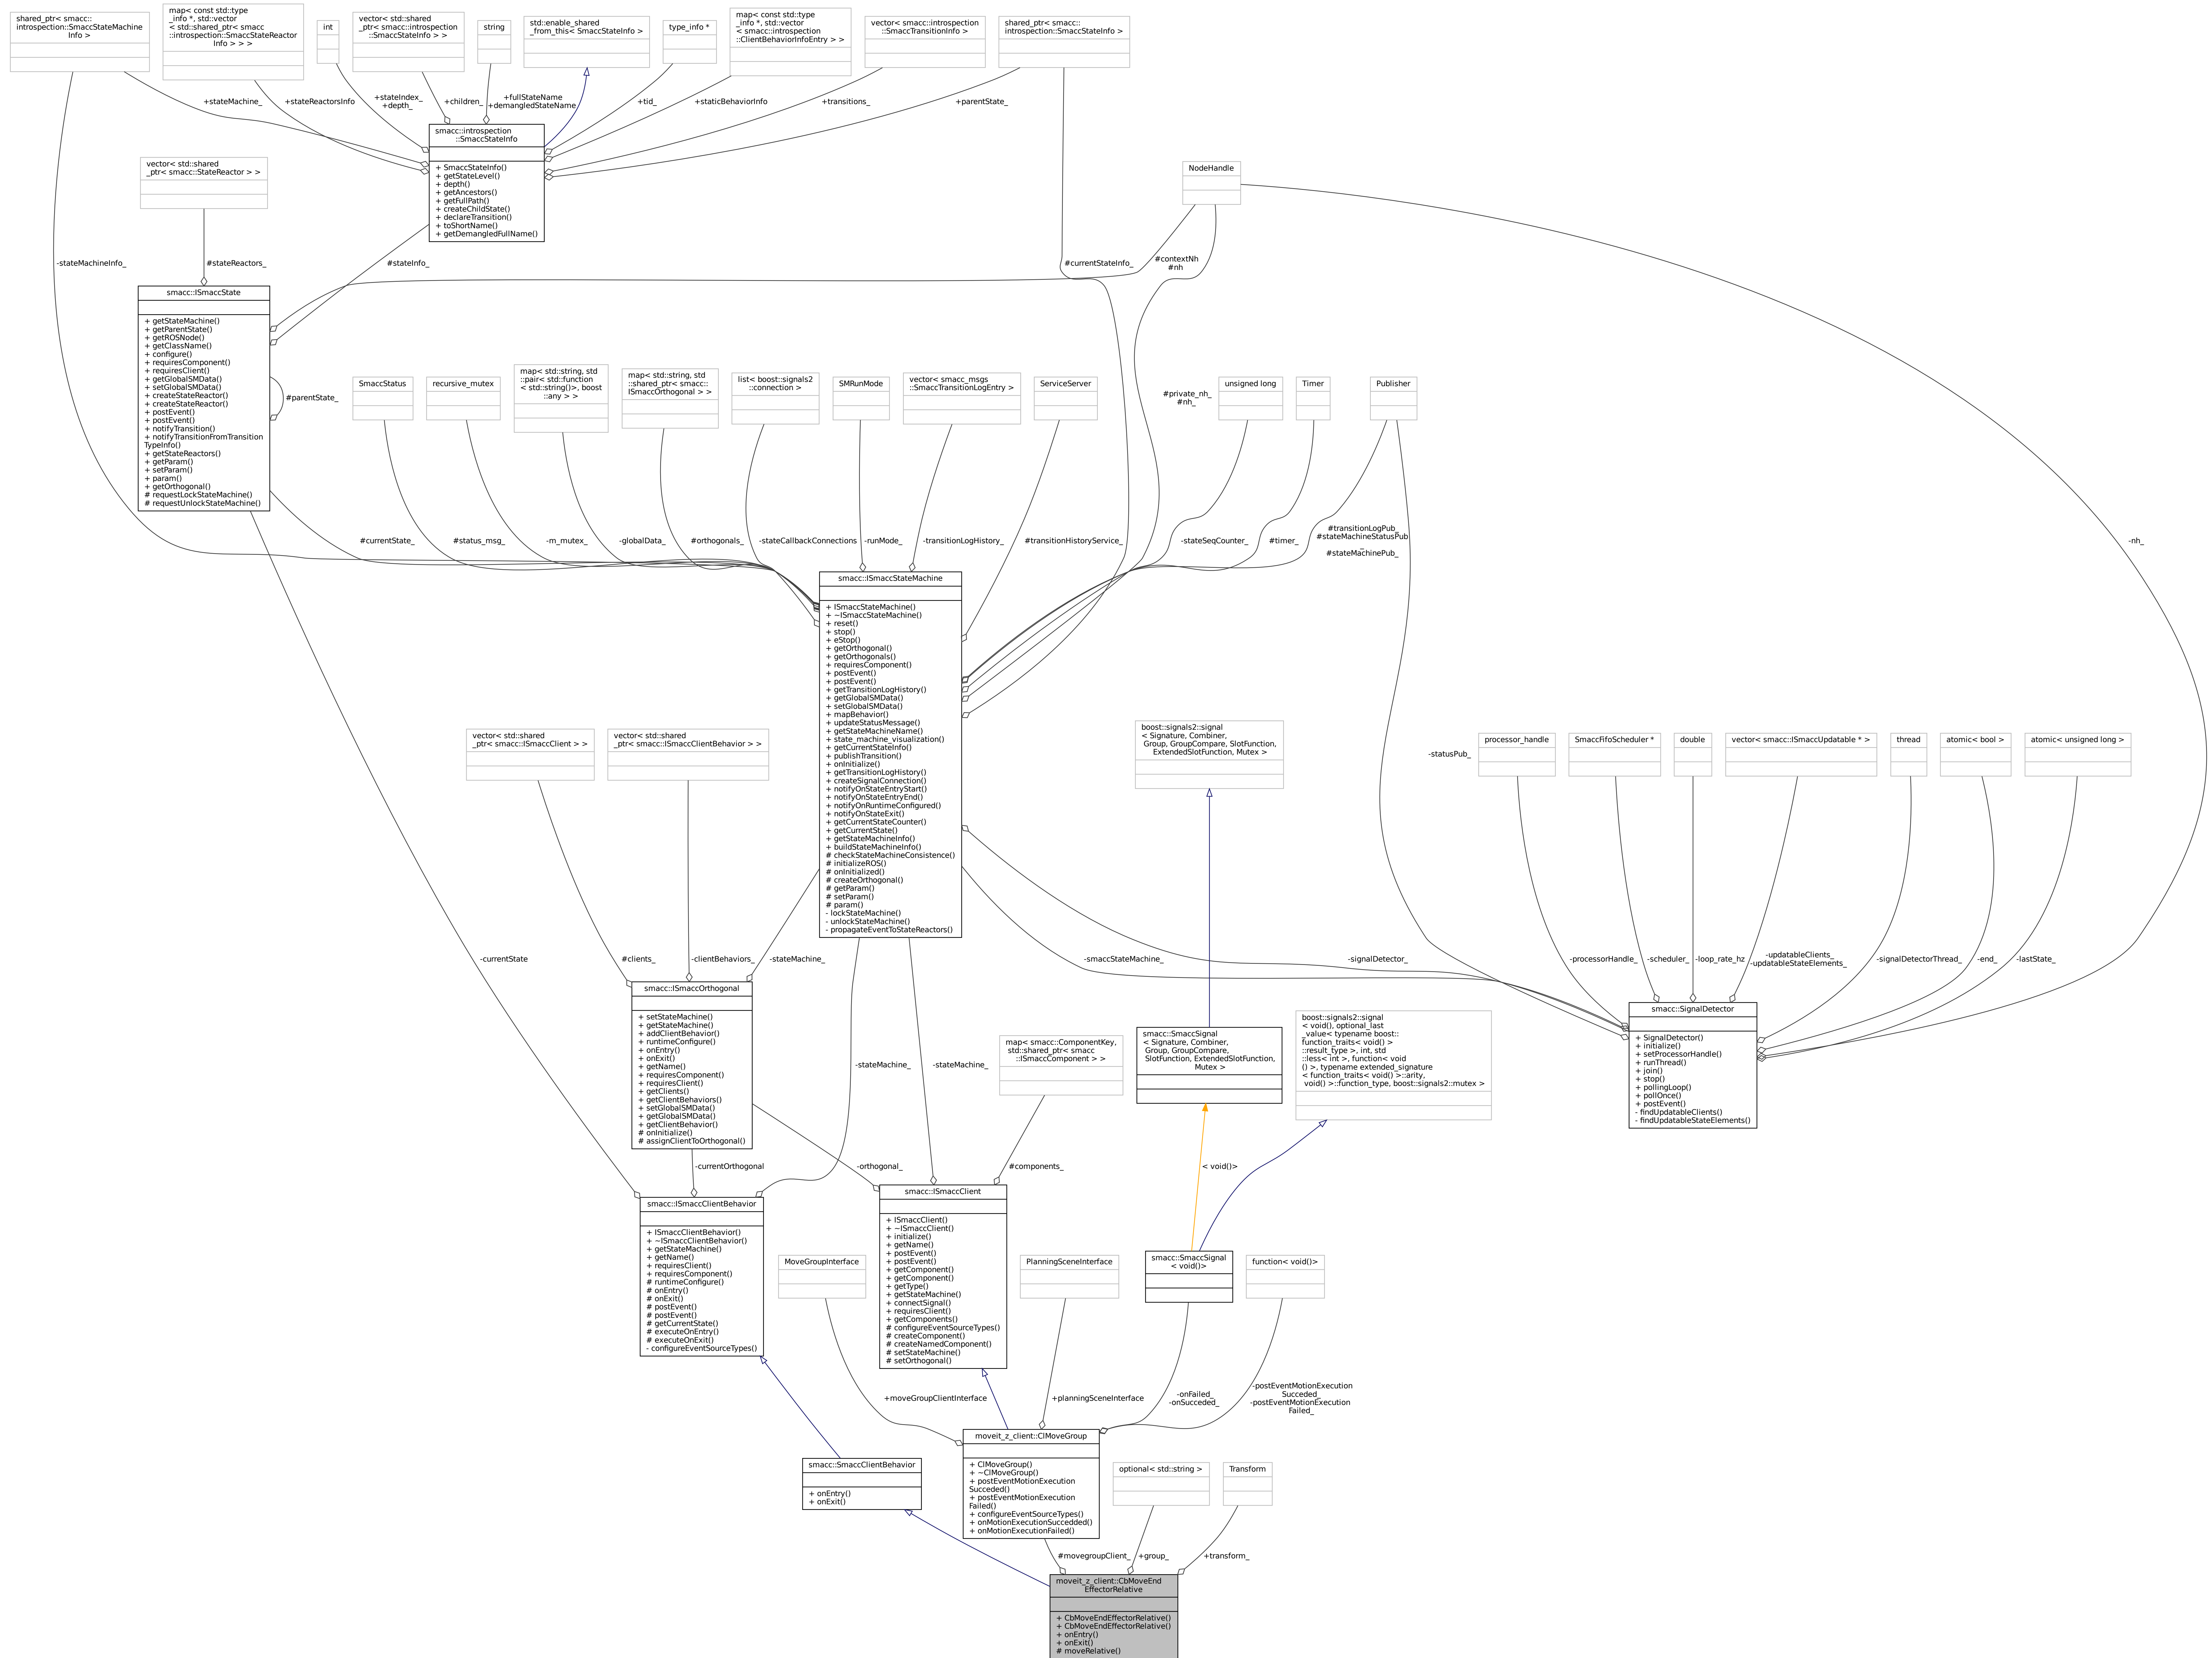 shared_ptr< smacc::
introspection::SmaccStateMachine
Info >
map< const std::type
_info *, std::vector
< std::shared_ptr< smacc
::introspection::SmaccStateReactor
Info > > >
int
vector< std::shared
_ptr< smacc::introspection
::SmaccStateInfo > >
string
std::enable_shared
_from_this< SmaccStateInfo >
type_info *
map< const std::type
_info *, std::vector
< smacc::introspection
::ClientBehaviorInfoEntry > >
vector< smacc::introspection
::SmaccTransitionInfo >
shared_ptr< smacc::
introspection::SmaccStateInfo >
+stateMachine_
+stateReactorsInfo
+stateIndex_
+depth_
+children_
+fullStateName
+demangledStateName
+tid_
+staticBehaviorInfo
+transitions_
+parentState_
smacc::introspection
::SmaccStateInfo
+ SmaccStateInfo()
+ getStateLevel()
+ depth()
+ getAncestors()
+ getFullPath()
+ createChildState()
+ declareTransition()
+ toShortName()
+ getDemangledFullName()
vector< std::shared
_ptr< smacc::StateReactor > >
NodeHandle
-stateMachineInfo_
#stateReactors_
#stateInfo_
#currentStateInfo_
#contextNh
#nh
smacc::ISmaccState
+ getStateMachine()
+ getParentState()
+ getROSNode()
+ getClassName()
+ configure()
+ requiresComponent()
+ requiresClient()
+ getGlobalSMData()
+ setGlobalSMData()
+ createStateReactor()
+ createStateReactor()
+ postEvent()
+ postEvent()
+ notifyTransition()
+ notifyTransitionFromTransition
TypeInfo()
+ getStateReactors()
+ getParam()
+ setParam()
+ param()
+ getOrthogonal()
# requestLockStateMachine()
# requestUnlockStateMachine()
#parentState_
SmaccStatus
recursive_mutex
map< std::string, std
::pair< std::function
< std::string()>, boost
::any > >
map< std::string, std
::shared_ptr< smacc::
ISmaccOrthogonal > >
list< boost::signals2
::connection >
SMRunMode
vector< smacc_msgs
::SmaccTransitionLogEntry >
ServiceServer
#private_nh_
#nh_
unsigned long
Timer
Publisher
#currentState_
#status_msg_
-m_mutex_
-globalData_
#orthogonals_
-stateCallbackConnections
-runMode_
-transitionLogHistory_
#transitionHistoryService_
-stateSeqCounter_
#timer_
#transitionLogPub_
#stateMachineStatusPub
_
#stateMachinePub_
-nh_
smacc::ISmaccStateMachine
+ ISmaccStateMachine()
+ ~ISmaccStateMachine()
+ reset()
+ stop()
+ eStop()
+ getOrthogonal()
+ getOrthogonals()
+ requiresComponent()
+ postEvent()
+ postEvent()
+ getTransitionLogHistory()
+ getGlobalSMData()
+ setGlobalSMData()
+ mapBehavior()
+ updateStatusMessage()
+ getStateMachineName()
+ state_machine_visualization()
+ getCurrentStateInfo()
+ publishTransition()
+ onInitialize()
+ getTransitionLogHistory()
+ createSignalConnection()
+ notifyOnStateEntryStart()
+ notifyOnStateEntryEnd()
+ notifyOnRuntimeConfigured()
+ notifyOnStateExit()
+ getCurrentStateCounter()
+ getCurrentState()
+ getStateMachineInfo()
+ buildStateMachineInfo()
# checkStateMachineConsistence()
# initializeROS()
# onInitialized()
# createOrthogonal()
# getParam()
# setParam()
# param()
- lockStateMachine()
- unlockStateMachine()
- propagateEventToStateReactors()
vector< std::shared
_ptr< smacc::ISmaccClient > >
vector< std::shared
_ptr< smacc::ISmaccClientBehavior > >
boost::signals2::signal
< Signature, Combiner,
Group, GroupCompare, SlotFunction,
ExtendedSlotFunction, Mutex >
-statusPub_
processor_handle
SmaccFifoScheduler *
double
vector< smacc::ISmaccUpdatable * >
thread
atomic< bool >
atomic< unsigned long >
-currentState
#clients_
-clientBehaviors_
-stateMachine_
-smaccStateMachine_
-signalDetector_
-processorHandle_
-scheduler_
-loop_rate_hz
-updatableClients_
-updatableStateElements_
-signalDetectorThread_
-end_
-lastState_
smacc::ISmaccOrthogonal
+ setStateMachine()
+ getStateMachine()
+ addClientBehavior()
+ runtimeConfigure()
+ onEntry()
+ onExit()
+ getName()
+ requiresComponent()
+ requiresClient()
+ getClients()
+ getClientBehaviors()
+ setGlobalSMData()
+ getGlobalSMData()
+ getClientBehavior()
# onInitialize()
# assignClientToOrthogonal()
-stateMachine_
-stateMachine_
map< smacc::ComponentKey,
std::shared_ptr< smacc
::ISmaccComponent > >
smacc::SmaccSignal
< Signature, Combiner,
Group, GroupCompare,
SlotFunction, ExtendedSlotFunction,
Mutex >
boost::signals2::signal
< void(), optional_last
_value< typename boost::
function_traits< void() >
::result_type >, int, std
::less< int >, function< void
() >, typename extended_signature
< function_traits< void() >::arity,
void() >::function_type, boost::signals2::mutex >
smacc::SignalDetector
+ SignalDetector()
+ initialize()
+ setProcessorHandle()
+ runThread()
+ join()
+ stop()
+ pollingLoop()
+ pollOnce()
+ postEvent()
- findUpdatableClients()
- findUpdatableStateElements()
-currentOrthogonal
-orthogonal_
#components_
< void()>
smacc::ISmaccClientBehavior
+ ISmaccClientBehavior()
+ ~ISmaccClientBehavior()
+ getStateMachine()
+ getName()
+ requiresClient()
+ requiresComponent()
# runtimeConfigure()
# onEntry()
# onExit()
# postEvent()
# postEvent()
# getCurrentState()
# executeOnEntry()
# executeOnExit()
- configureEventSourceTypes()
smacc::ISmaccClient
+ ISmaccClient()
+ ~ISmaccClient()
+ initialize()
+ getName()
+ postEvent()
+ postEvent()
+ getComponent()
+ getComponent()
+ getType()
+ getStateMachine()
+ connectSignal()
+ requiresClient()
+ getComponents()
# configureEventSourceTypes()
# createComponent()
# createNamedComponent()
# setStateMachine()
# setOrthogonal()
MoveGroupInterface
PlanningSceneInterface
smacc::SmaccSignal
< void()>
function< void()>
+moveGroupClientInterface
+planningSceneInterface
-onFailed_
-onSucceded_
-postEventMotionExecution
Succeded_
-postEventMotionExecution
Failed_
moveit_z_client::ClMoveGroup
+ ClMoveGroup()
+ ~ClMoveGroup()
+ postEventMotionExecution
Succeded()
+ postEventMotionExecution
Failed()
+ configureEventSourceTypes()
+ onMotionExecutionSuccedded()
+ onMotionExecutionFailed()
smacc::SmaccClientBehavior
+ onEntry()
+ onExit()
optional< std::string >
Transform
#movegroupClient_
+group_
+transform_
moveit_z_client::CbMoveEnd
EffectorRelative
+ CbMoveEndEffectorRelative()
+ CbMoveEndEffectorRelative()
+ onEntry()
+ onExit()
# moveRelative()